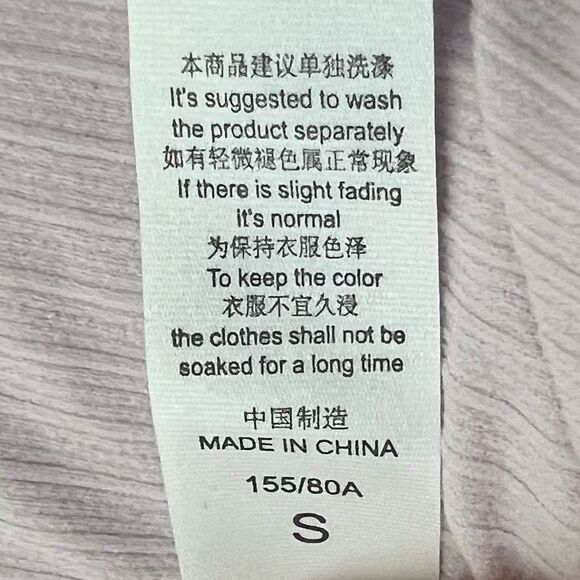 本商品建议单独洗涤
It's suggested to wash
the product separately
如有轻微褪色属正常现象
If there is slight fading
it's normal
为保持衣服色泽
To keep the color
衣服不宜久浸
the clothes shall not be
soaked for a long time
中国制造
MADE IN CHINA
155/80A
S